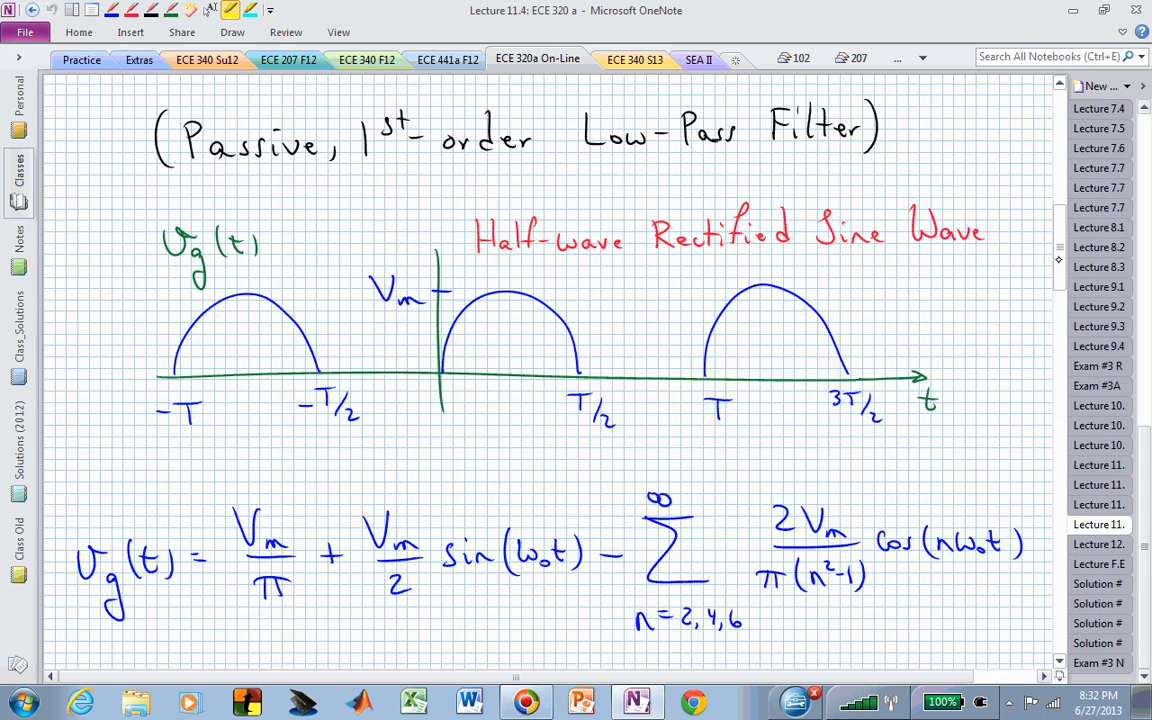 Lecture 11.4: ECE 320 a - Microsoft OneNote
File Home Insert Share Draw Review View
Practice Extras ECE 340 Su12 ECE 207 F12 ECE 340 F12 ECE 441a F12 ECE 320a On-Line ECE 340 S13 SEA II 102 207 ... Search All Notebooks (Ctrl+E)
Personal
Classes
Notes
Class_Solutions
Solutions (2012)
Class Old
(Passive, 1st-order Low-Pass Filter)
Half-wave Rectified Sine Wave
vg(t)
Vm
-T -T/2 T/2 T 3T/2 t
vg(t) = Vm/π + Vm/2 sin(ω₀t) - ∞∑n=2,4,6 2Vm/π(n²-1) cos(nω₀t)
New ...
Lecture 7.4
Lecture 7.5
Lecture 7.6
Lecture 7.7
Lecture 7.7
Lecture 7.7
Lecture 8.1
Lecture 8.2
Lecture 8.3
Lecture 9.1
Lecture 9.2
Lecture 9.3
Lecture 9.4
Exam #3 R
Exam #3A
Lecture 10.
Lecture 10.
Lecture 10.
Lecture 11.
Lecture 11.
Lecture 11.
Lecture 11.
Lecture 12.
Lecture F.E
Solution #
Solution #
Solution #
Solution #
Exam #3 N
100%
8:32 PM
6/27/2013